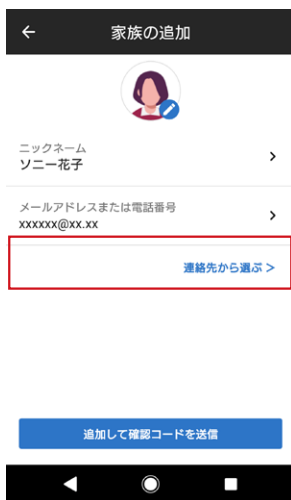 家族の追加
ニックネーム
ソニー花子
メールアドレスまたは電話番号
xxxxxx@xx.xx
連絡先から選ぶ >
追加して確認コードを送信